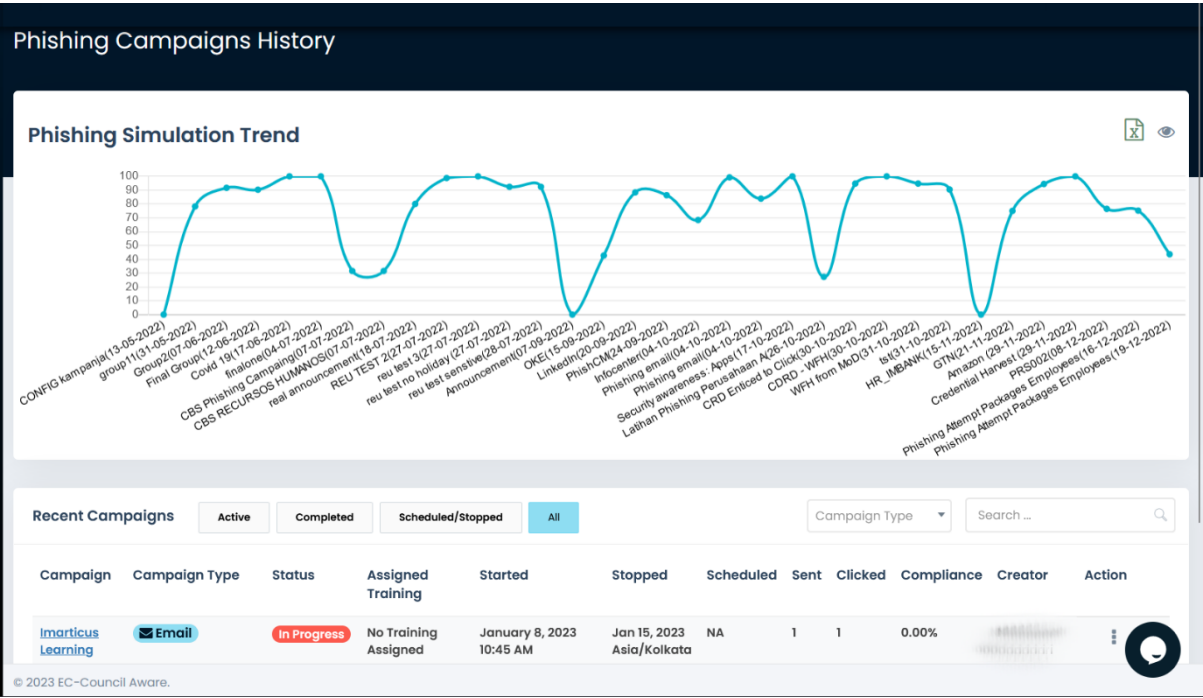 Phishing Campaigns History
Phishing Simulation Trend
100
90
80
70
60
50
40
30
20
10
0
CONFIG kampanja(13-05-2022)
group11(31-05-2022)
Group2(07-06-2022)
Final Group(12-06-2022)
Covid 19(17-06-2022)
finalone(04-07-2022)
CBS Phishing Campaing(07-07-2022)
CBS RECURSOS HUMANOS(07-07-2022)
real announcement(18-07-2022)
REU TEST 2(27-07-2022)
reu test3(27-07-2022)
reu test no holiday (27-07-2022)
reu test sensitive(28-07-2022)
Announcement(07-09-2022)
OKE(15-09-2022)
LinkedIn(20-09-2022)
PhishCM(24-09-2022)
Infocenter(04-10-2022)
Phishing email(04-10-2022)
Phishing email(04-10-2022)
Security awareness: Apps(17-10-2022)
Latihan Phishing Perusahaan A(26-10-2022)
CRD Enticed to Click(30-10-2022)
CDRD - WFH(30-10-2022)
WFH from MoD(31-10-2022)
tst(31-10-2022)
HR_IMBANK(15-11-2022)
GTN(21-11-2022)
Amazon (29-11-2022)
Credential Harvest (29-11-2022)
PRS02(08-12-2022)
Phishing Attempt Packages Employees(16-12-2022)
Phishing Attempt Packages Employees(19-12-2022)
Recent Campaigns
Active
Completed
Scheduled/Stopped
All
Campaign Type
Search ...
Campaign Campaign Type Status Assigned Training Started Stopped Scheduled Sent Clicked Compliance Creator Action
Imarticus Learning Email In Progress No Training Assigned January 8, 2023 10:45 AM Jan 15, 2023 Asia/Kolkata NA 1 1 0.00%
© 2023 EC-Council Aware.